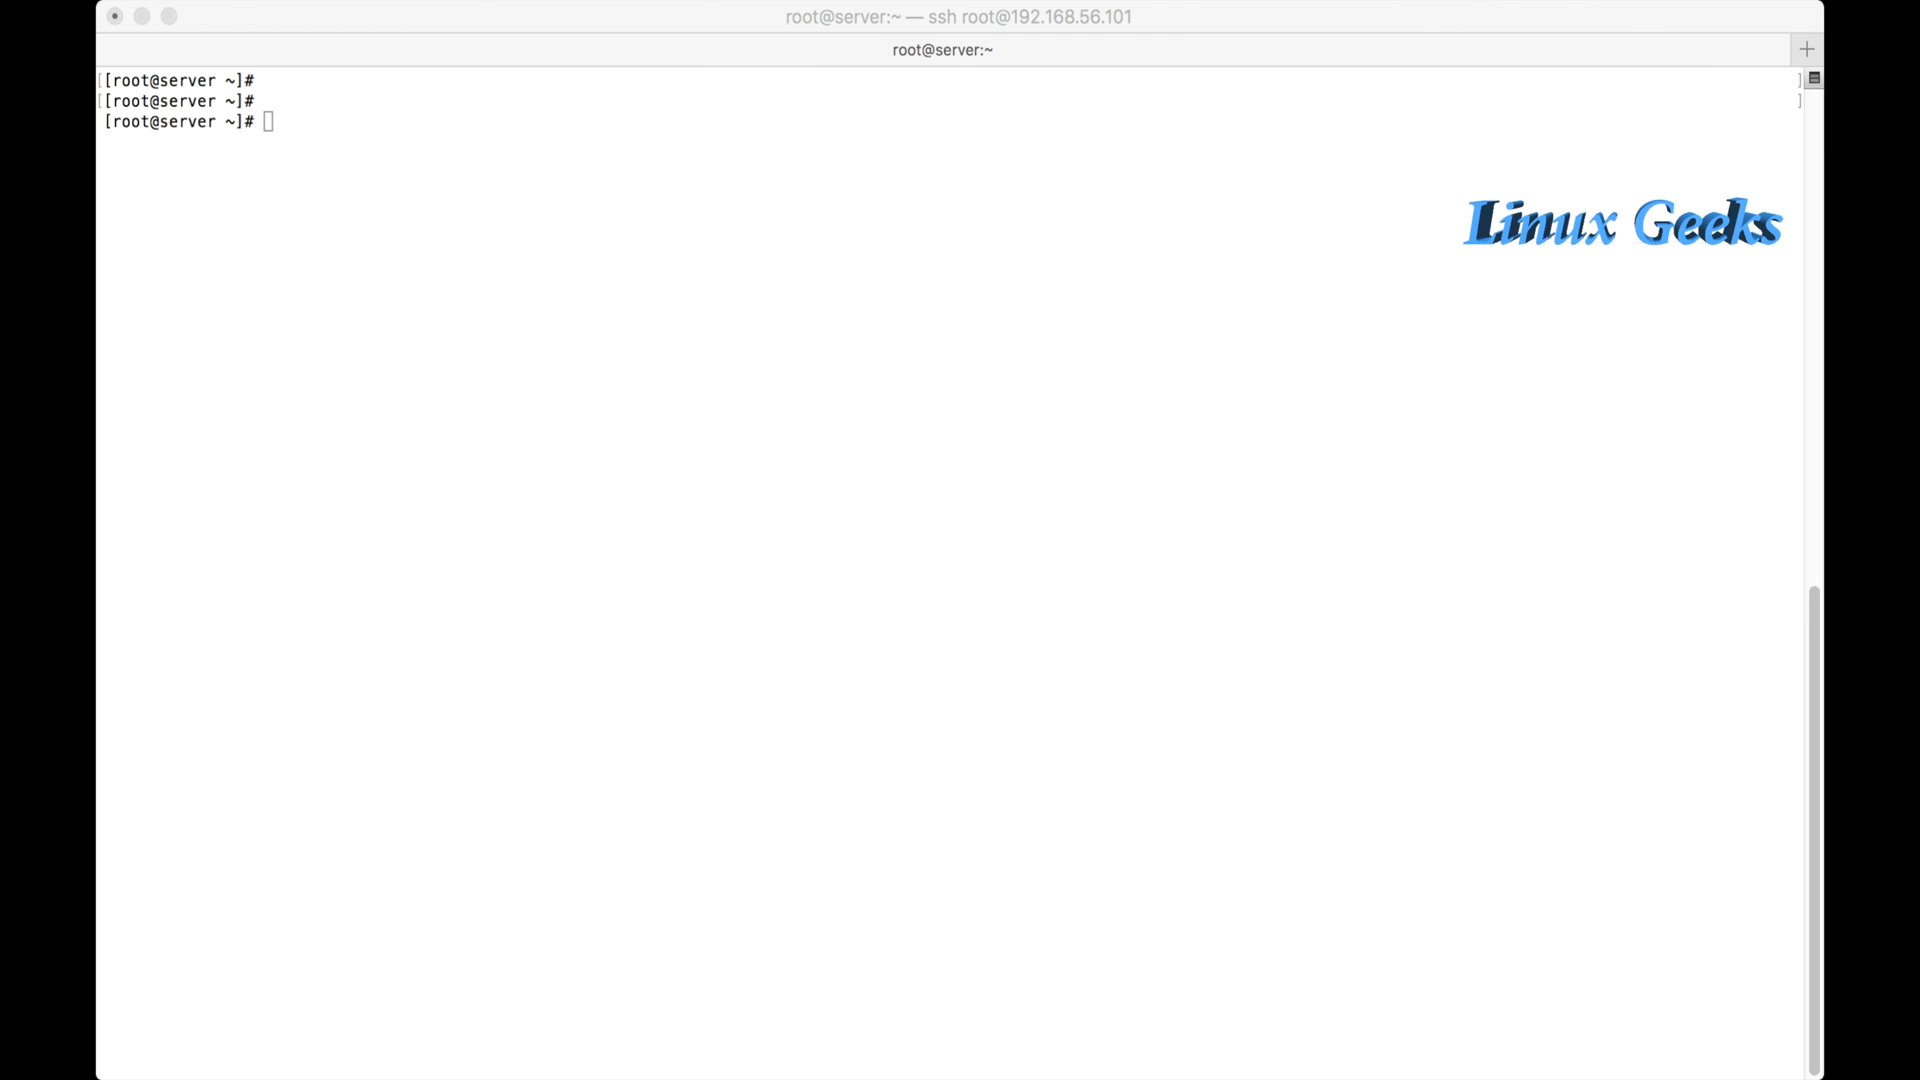 root@server:~ — ssh root@192.168.56.101
root@server:~
[[root@server ~]# ]
[[root@server ~]# ]
[root@server ~]#
Linux Geeks